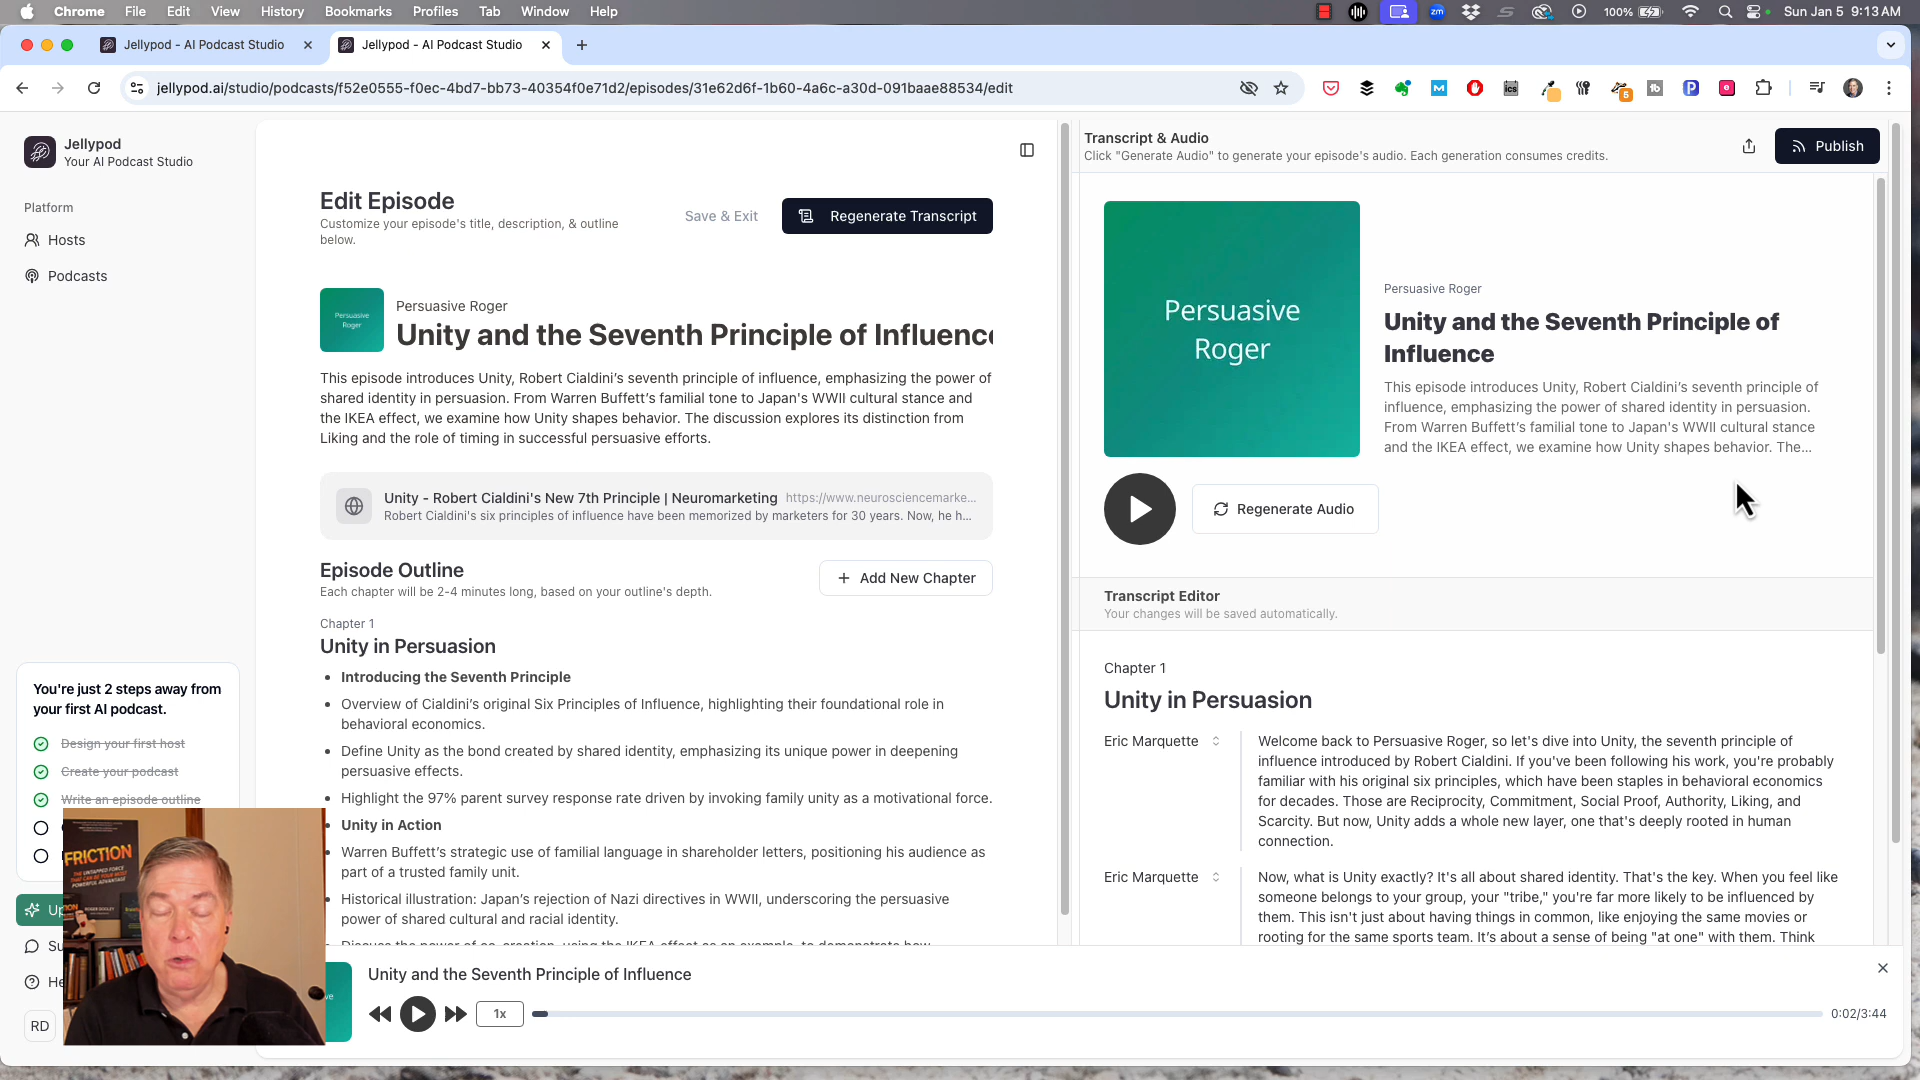 Chrome File Edit View History Bookmarks Profiles Tab Window Help
100% Sun Jan 5 9:13 AM
Jellypod - AI Podcast Studio
Jellypod - AI Podcast Studio
jellypod.ai/studio/podcasts/f52e0555-f0ec-4bd7-bb73-40354f0e71d2/episodes/31e62d6f-1b60-4a6c-a30d-091baae88534/edit
Jellypod
Your AI Podcast Studio
Platform
Hosts
Podcasts
You're just 2 steps away from
your first AI podcast.
Design your first host
Create your podcast
Write an episode outline
RD
FRICTION
Edit Episode
Customize your episode's title, description, & outline
below.
Save & Exit
Regenerate Transcript
Persuasive
Roger
Persuasive Roger
Unity and the Seventh Principle of Influence
This episode introduces Unity, Robert Cialdini’s seventh principle of influence, emphasizing the power of
shared identity in persuasion. From Warren Buffett’s familial tone to Japan's WWII cultural stance and
the IKEA effect, we examine how Unity shapes behavior. The discussion explores its distinction from
Liking and the role of timing in successful persuasive efforts.
Unity - Robert Cialdini's New 7th Principle | Neuromarketing https://www.neurosciencemarke...
Robert Cialdini's six principles of influence have been memorized by marketers for 30 years. Now, he h...
Episode Outline
Each chapter will be 2-4 minutes long, based on your outline's depth.
Add New Chapter
Chapter 1
Unity in Persuasion
Introducing the Seventh Principle
Overview of Cialdini’s original Six Principles of Influence, highlighting their foundational role in
behavioral economics.
Define Unity as the bond created by shared identity, emphasizing its unique power in deepening
persuasive effects.
Highlight the 97% parent survey response rate driven by invoking family unity as a motivational force.
Unity in Action
Warren Buffett’s strategic use of familial language in shareholder letters, positioning his audience as
part of a trusted family unit.
Historical illustration: Japan’s rejection of Nazi directives in WWII, underscoring the persuasive
power of shared cultural and racial identity.
Discuss the power of co-creation, using the IKEA effect as an example, to demonstrate how
Transcript & Audio
Click "Generate Audio" to generate your episode's audio. Each generation consumes credits.
Publish
Persuasive
Roger
Persuasive Roger
Unity and the Seventh Principle of
Influence
This episode introduces Unity, Robert Cialdini’s seventh principle of
influence, emphasizing the power of shared identity in persuasion.
From Warren Buffett’s familial tone to Japan's WWII cultural stance
and the IKEA effect, we examine how Unity shapes behavior. The...
Regenerate Audio
Transcript Editor
Your changes will be saved automatically.
Chapter 1
Unity in Persuasion
Eric Marquette
Welcome back to Persuasive Roger, so let's dive into Unity, the seventh principle of
influence introduced by Robert Cialdini. If you've been following his work, you're probably
familiar with his original six principles, which have been staples in behavioral economics
for decades. Those are Reciprocity, Commitment, Social Proof, Authority, Liking, and
Scarcity. But now, Unity adds a whole new layer, one that's deeply rooted in human
connection.
Eric Marquette
Now, what is Unity exactly? It's all about shared identity. That's the key. When you feel like
someone belongs to your group, your "tribe," you're far more likely to be influenced by
them. This isn't just about having things in common, like enjoying the same movies or
rooting for the same sports team. It’s about a sense of being "at one" with them. Think
Unity and the Seventh Principle of Influence
1x
0:02/3:44